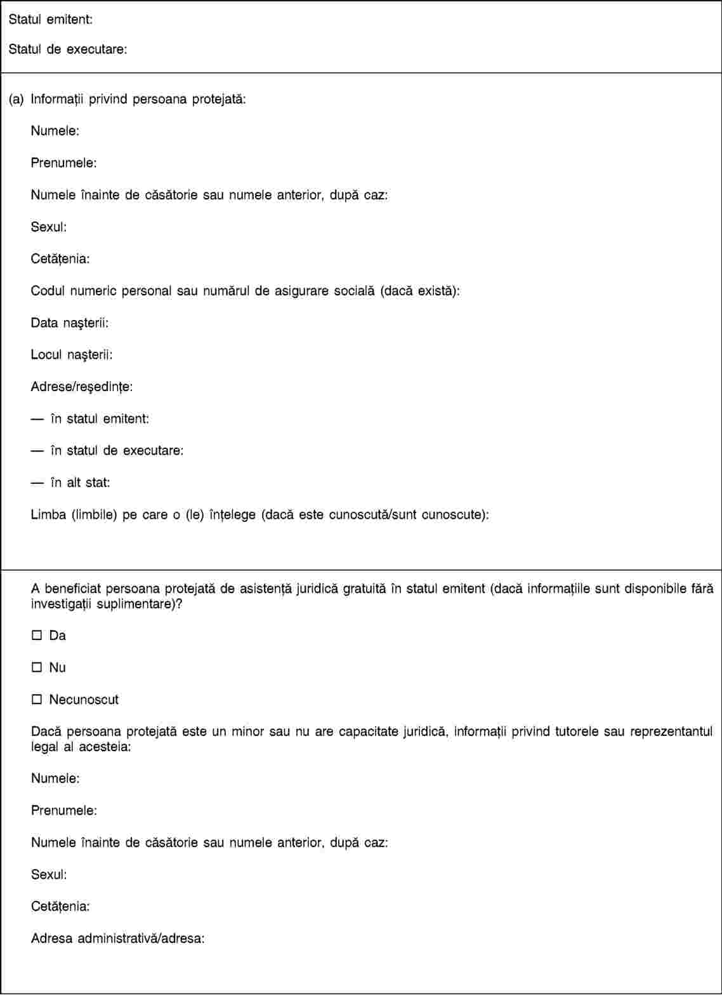 Statul emitent:
Statul de executare:
(a) Informații privind persoana protejată:
Numele:
Prenumele:
Numele înainte de căsătorie sau numele anterior, după caz:
Sexul:
Cetățenia:
Codul numeric personal sau numărul de asigurare socială (dacă există):
Data naşterii:
Locul naşterii:
Adrese/reşedințe:
— în statul emitent:
— în statul de executare:
— în alt stat:
Limba (limbile) pe care o (le) înțelege (dacă este cunoscută/sunt cunoscute):
A beneficiat persoana protejată de asistență juridică gratuită în statul emitent (dacă informațiile sunt disponibile fără
investigații suplimentare)?
☐ Da
☐ Nu
☐ Necunoscut
Dacă persoana protejată este un minor sau nu are capacitate juridică, informații privind tutorele sau reprezentantul
legal al acesteia:
Numele:
Prenumele:
Numele înainte de căsătorie sau numele anterior, după caz:
Sexul:
Cetățenia:
Adresa administrativă/adresa: